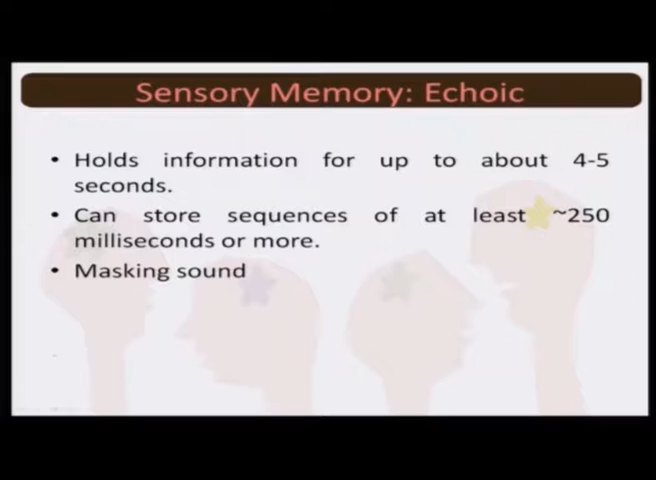 Sensory Memory: Echoic
• Holds information for up to about 4-5
seconds.
• Can store sequences of at least ~250
milliseconds or more.
• Masking sound